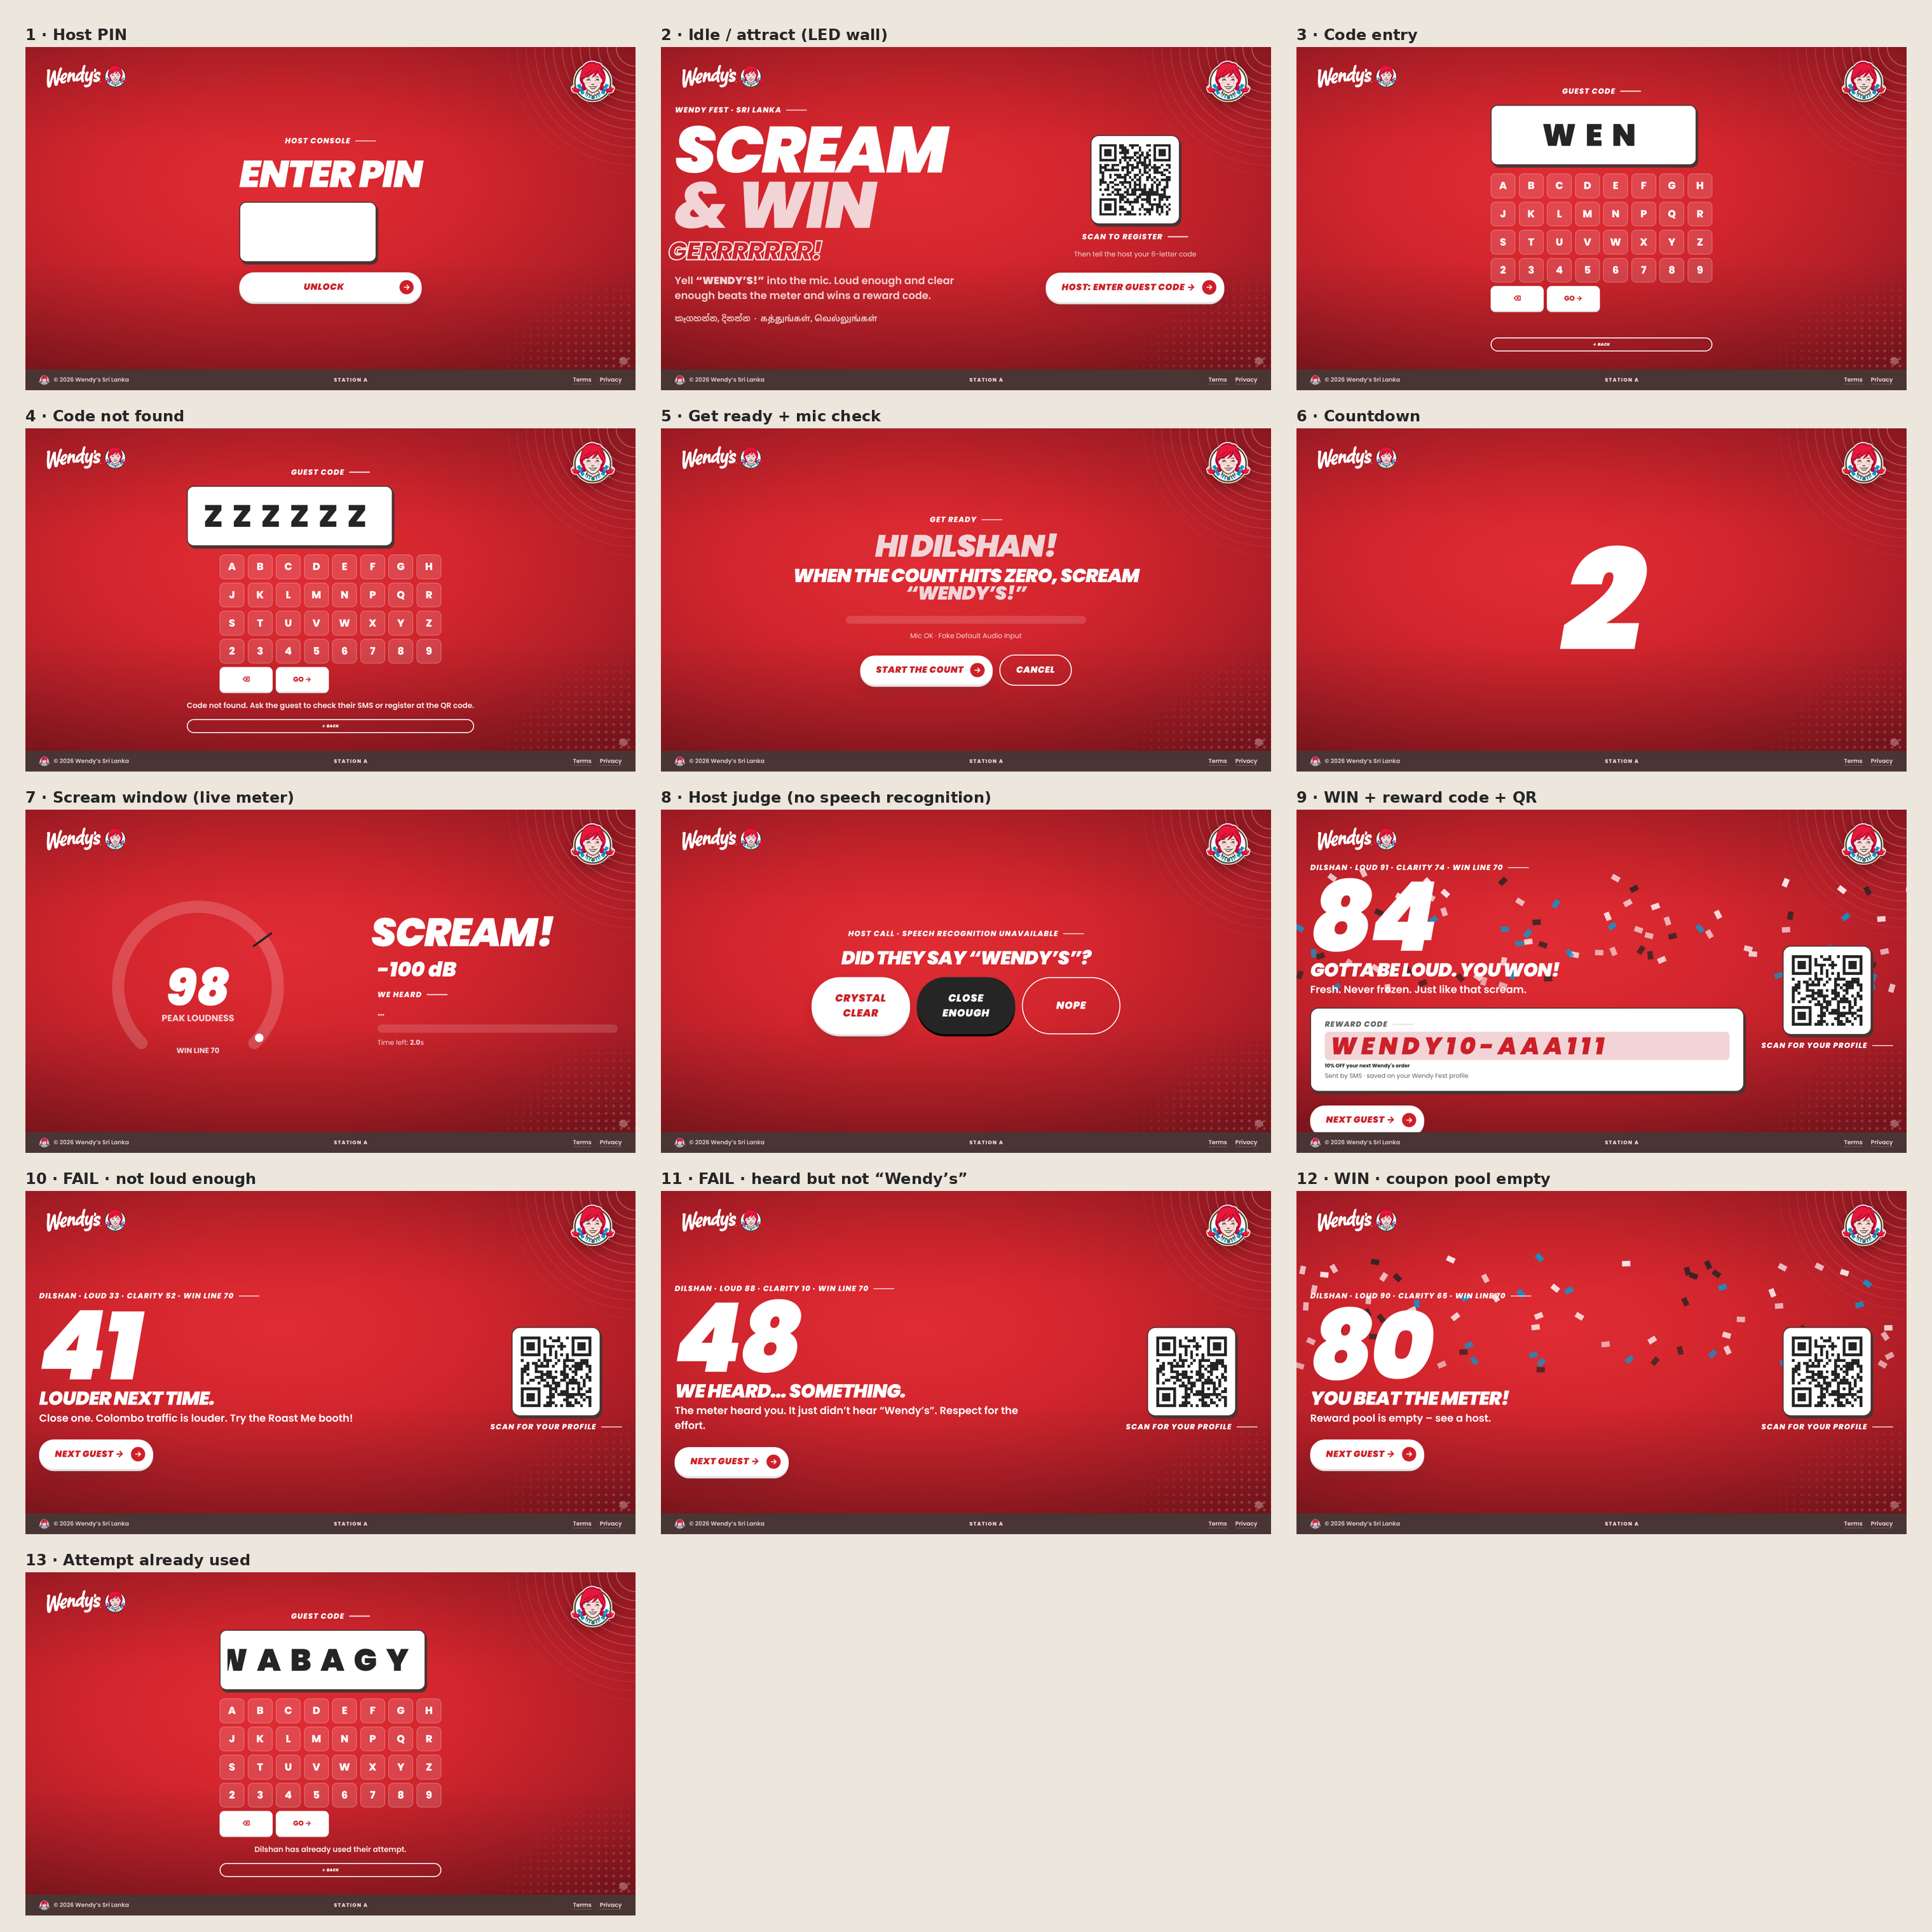 1 · Host PIN
Wendy's
HOST CONSOLE
ENTER PIN
UNLOCK
© 2026 Wendy's Sri Lanka
STATION A
Terms Privacy
2 · Idle / attract (LED wall)
Wendy's
WENDY FEST · SRI LANKA
SCREAM
& WIN
GERRRRRRR!
Yell “WENDY’S!” into the mic. Loud enough and clear
enough beats the meter and wins a reward code.
කෑගහන්න, දිනන්න · கத்துங்கள், வெல்லுங்கள்
SCAN TO REGISTER
Then tell the host your 6-letter code
HOST: ENTER GUEST CODE →
© 2026 Wendy's Sri Lanka
STATION A
Terms Privacy
3 · Code entry
Wendy's
GUEST CODE
WEN
A B C D E F G H
J K L M N P Q R
S T U V W X Y Z
2 3 4 5 6 7 8 9
⌫ GO →
← BACK
© 2026 Wendy's Sri Lanka
STATION A
Terms Privacy
4 · Code not found
Wendy's
GUEST CODE
ZZZZZZ
A B C D E F G H
J K L M N P Q R
S T U V W X Y Z
2 3 4 5 6 7 8 9
⌫ GO →
Code not found. Ask the guest to check their SMS or register at the QR code.
← BACK
© 2026 Wendy's Sri Lanka
STATION A
Terms Privacy
5 · Get ready + mic check
Wendy's
GET READY
HI DILSHAN!
WHEN THE COUNT HITS ZERO, SCREAM
“WENDY’S!”
Mic OK · Fake Default Audio Input
START THE COUNT
CANCEL
© 2026 Wendy's Sri Lanka
STATION A
Terms Privacy
6 · Countdown
Wendy's
2
© 2026 Wendy's Sri Lanka
STATION A
Terms Privacy
7 · Scream window (live meter)
Wendy's
98
PEAK LOUDNESS
WIN LINE 70
SCREAM!
-100 dB
WE HEARD
...
Time left: 2.0s
© 2026 Wendy's Sri Lanka
STATION A
Terms Privacy
8 · Host judge (no speech recognition)
Wendy's
HOST CALL · SPEECH RECOGNITION UNAVAILABLE
DID THEY SAY “WENDY’S”?
CRYSTAL
CLEAR
CLOSE
ENOUGH
NOPE
© 2026 Wendy's Sri Lanka
STATION A
Terms Privacy
9 · WIN + reward code + QR
Wendy's
DILSHAN · LOUD 91 · CLARITY 74 · WIN LINE 70
84
GOTTA BE LOUD. YOU WON!
Fresh. Never frozen. Just like that scream.
REWARD CODE
WENDY10-AAA111
10% OFF your next Wendy's order
Sent by SMS · saved on your Wendy Fest profile
SCAN FOR YOUR PROFILE
NEXT GUEST →
© 2026 Wendy's Sri Lanka
STATION A
Terms Privacy
10 · FAIL · not loud enough
Wendy's
DILSHAN · LOUD 33 · CLARITY 52 · WIN LINE 70
41
LOUDER NEXT TIME.
Close one. Colombo traffic is louder. Try the Roast Me booth!
SCAN FOR YOUR PROFILE
NEXT GUEST →
© 2026 Wendy's Sri Lanka
STATION A
Terms Privacy
11 · FAIL · heard but not “Wendy’s”
Wendy's
DILSHAN · LOUD 88 · CLARITY 10 · WIN LINE 70
48
WE HEARD... SOMETHING.
The meter heard you. It just didn’t hear “Wendy’s”. Respect for the
effort.
SCAN FOR YOUR PROFILE
NEXT GUEST →
© 2026 Wendy's Sri Lanka
STATION A
Terms Privacy
12 · WIN · coupon pool empty
Wendy's
DILSHAN · LOUD 90 · CLARITY 65 · WIN LINE 70
80
YOU BEAT THE METER!
Reward pool is empty – see a host.
SCAN FOR YOUR PROFILE
NEXT GUEST →
© 2026 Wendy's Sri Lanka
STATION A
Terms Privacy
13 · Attempt already used
Wendy's
GUEST CODE
WABAGY
A B C D E F G H
J K L M N P Q R
S T U V W X Y Z
2 3 4 5 6 7 8 9
⌫ GO →
Dilshan has already used their attempt.
← BACK
© 2026 Wendy's Sri Lanka
STATION A
Terms Privacy